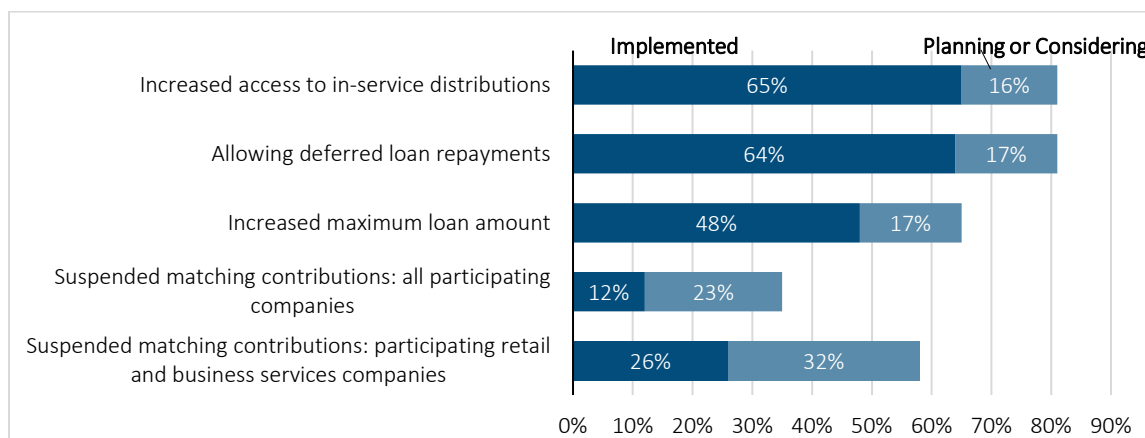 Implemented Planning or Considering
Increased access to in-service distributions 65% 16%
Allowing deferred loan repayments 64% 17%
Increased maximum loan amount 48% 17%
Suspended matching contributions: all participating
companies 12% 23%
Suspended matching contributions: participating retail
and business services companies 26% 32%
0% 10% 20% 30% 40% 50% 60% 70% 80% 90%